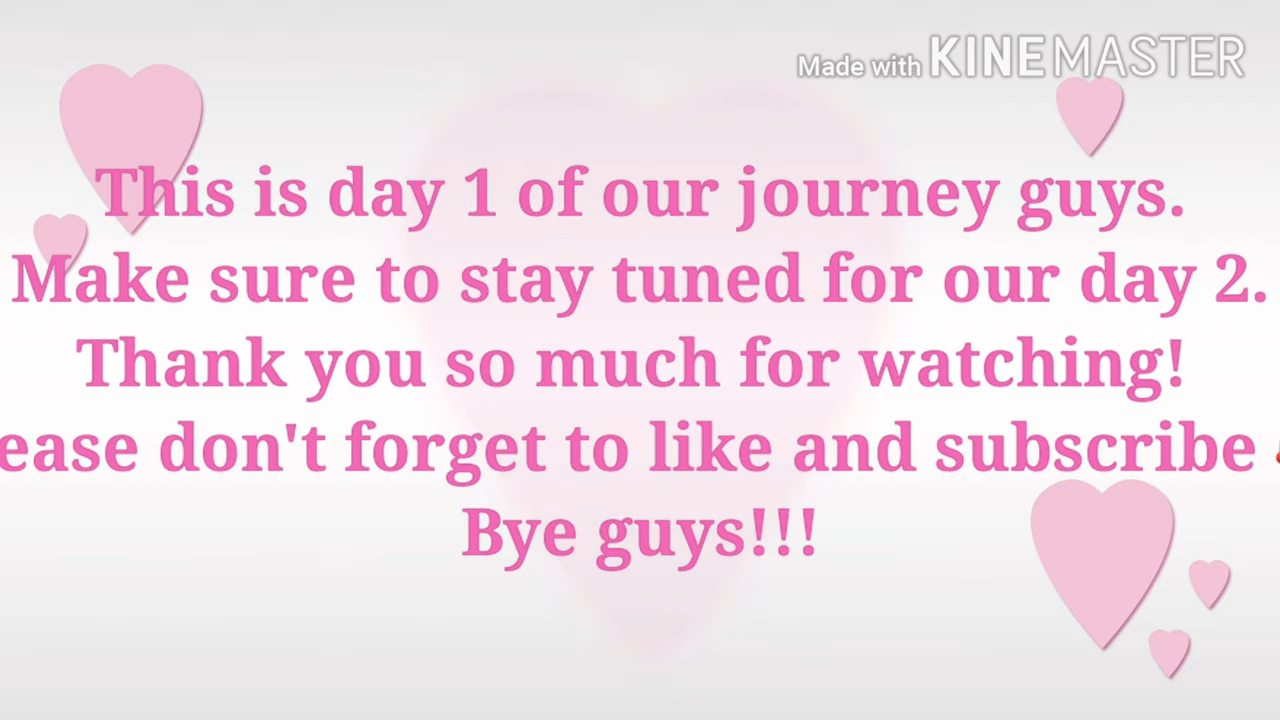 Made with KINEMASTER
This is day 1 of our journey guys.
Make sure to stay tuned for our day 2.
Thank you so much for watching!
ease don't forget to like and subscribe
Bye guys!!!